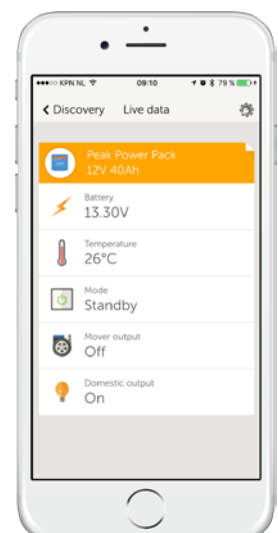 KPN NL 09:10 79 %
Discovery Live data
Peak Power Pack
12V 40Ah
Battery
13.30V
Temperature
26°C
Mode
Standby
Mover output
Off
Domestic output
On